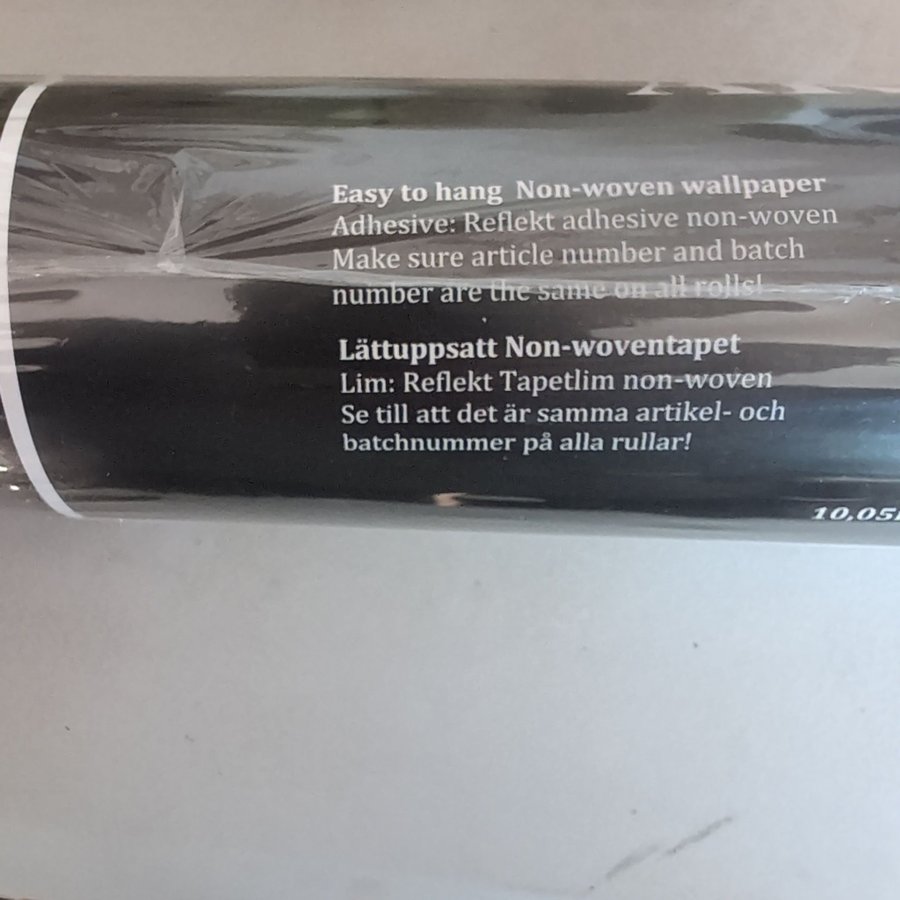 Easy to hang Non-woven wallpaper
Adhesive: Reflekt adhesive non-woven
Make sure article number and batch
number are the same on all rolls!
Lättuppsatt Non-woventapet
Lim: Reflekt Tapetlim non-woven
Se till att det är samma artikel- och
batchnummer på alla rullar!
10,05